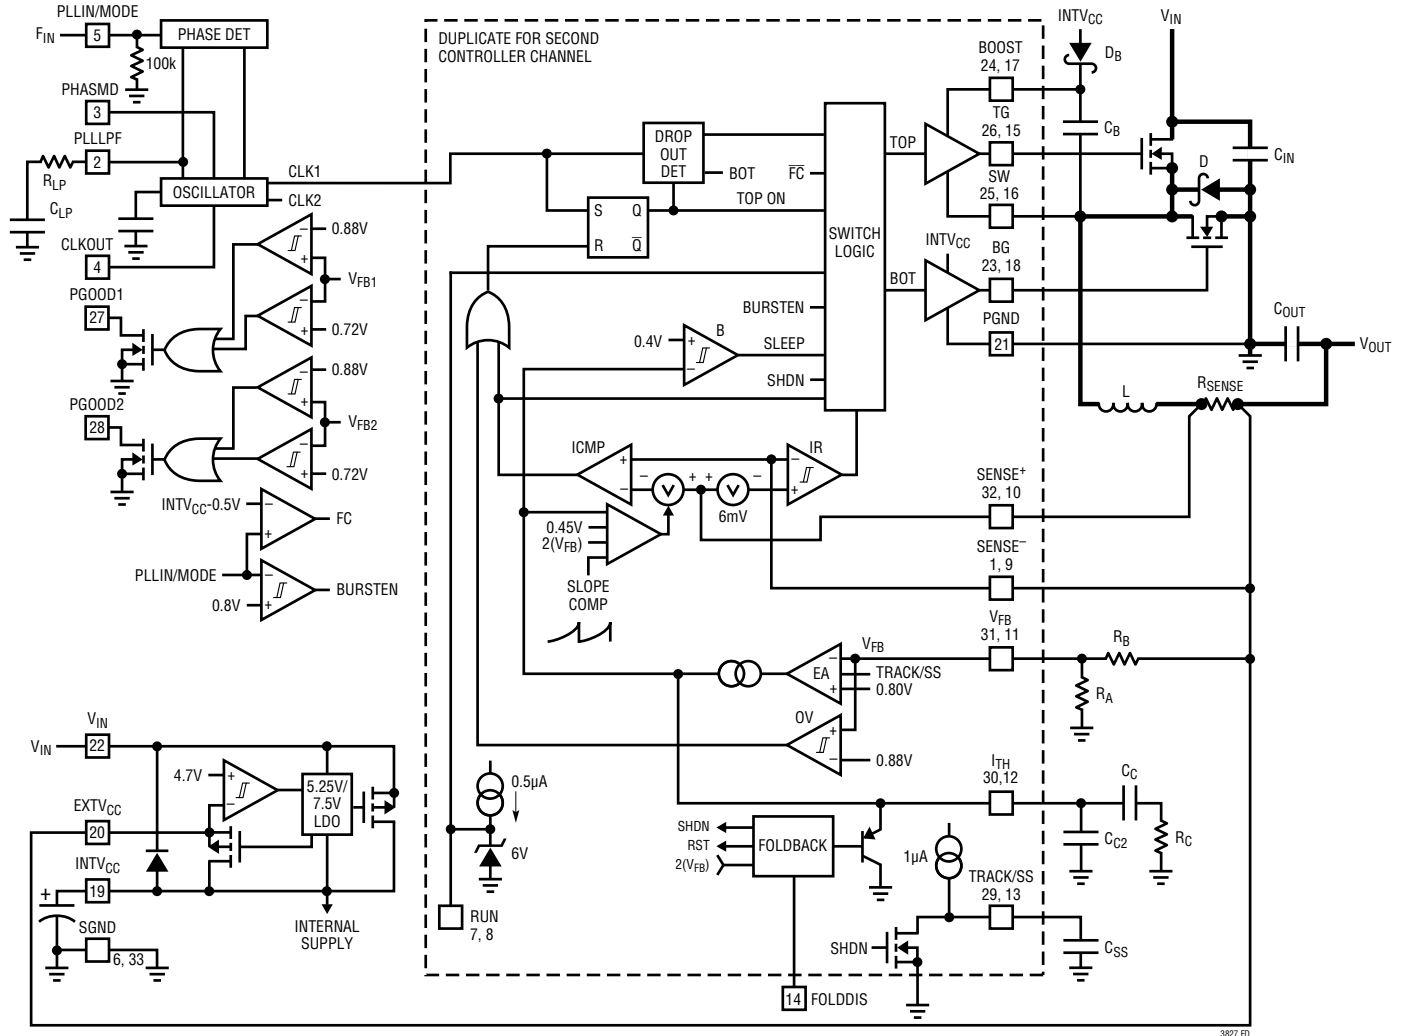 PLLIN/MODE
F_IN
5
PHASE DET
100k
PHASMD
3
PLLLPF
2
R_LP
C_LP
OSCILLATOR
CLK1
CLK2
CLKOUT
4
0.88V
–
+
V_FB1
–
+
0.72V
PGOOD1
27
0.88V
–
+
V_FB2
–
+
0.72V
PGOOD2
28
INTV_CC-0.5V
–
+
FC
PLLIN/MODE
–
+
0.8V
BURSTEN
V_IN
V_IN
22
4.7V
+
–
5.25V/
7.5V
LDO
EXTV_CC
20
INTV_CC
19
+
SGND
6, 33
INTERNAL
SUPPLY
DUPLICATE FOR SECOND
CONTROLLER CHANNEL
DROP
OUT
DET
BOT
F̅C̅
TOP ON
S
Q
R
Q̅
SWITCH
LOGIC
BURSTEN
B
0.4V
+
–
SLEEP
SHDN
TOP
BOT
INTV_CC
ICMP
+
–
–
+
+
–
V
V
6mV
IR
–
+
0.45V
2(V_FB)
SLOPE
COMP
V_FB
–
EA
TRACK/SS
+
0.80V
OV
+
–
0.88V
0.5µA
6V
RUN
7, 8
SHDN
RST
2(V_FB)
FOLDBACK
1µA
SHDN
14
FOLDDIS
BOOST
24, 17
TG
26, 15
SW
25, 16
BG
23, 18
PGND
21
SENSE⁺
32, 10
SENSE⁻
1, 9
V_FB
31, 11
I_TH
30,12
TRACK/SS
29, 13
INTV_CC
V_IN
D_B
C_B
D
C_IN
C_OUT
V_OUT
L
R_SENSE
R_B
R_A
C_C
C_C2
R_C
C_SS
3827 FD